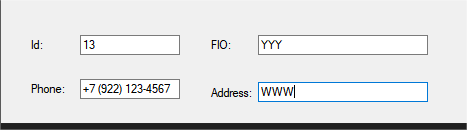 Id: 13 FIO: YYY
Phone: +7 (922) 123-4567 Address: WWW